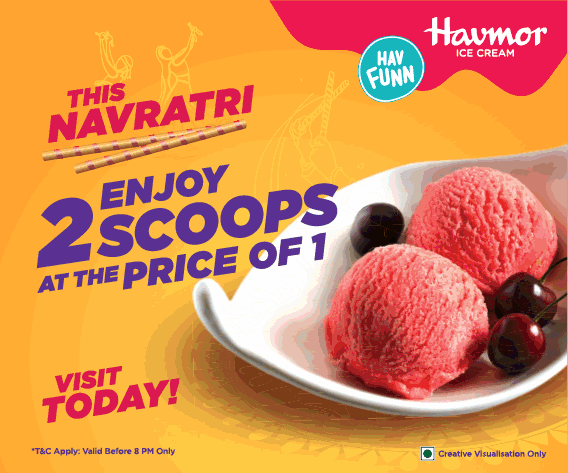 Havmor
ICE CREAM
HAV
FUNN
THIS
NAVRATRI
ENJOY
2 SCOOPS
AT THE PRICE OF 1
VISIT
TODAY!
*T&C Apply: Valid Before 8 PM Only
Creative Visualisation Only